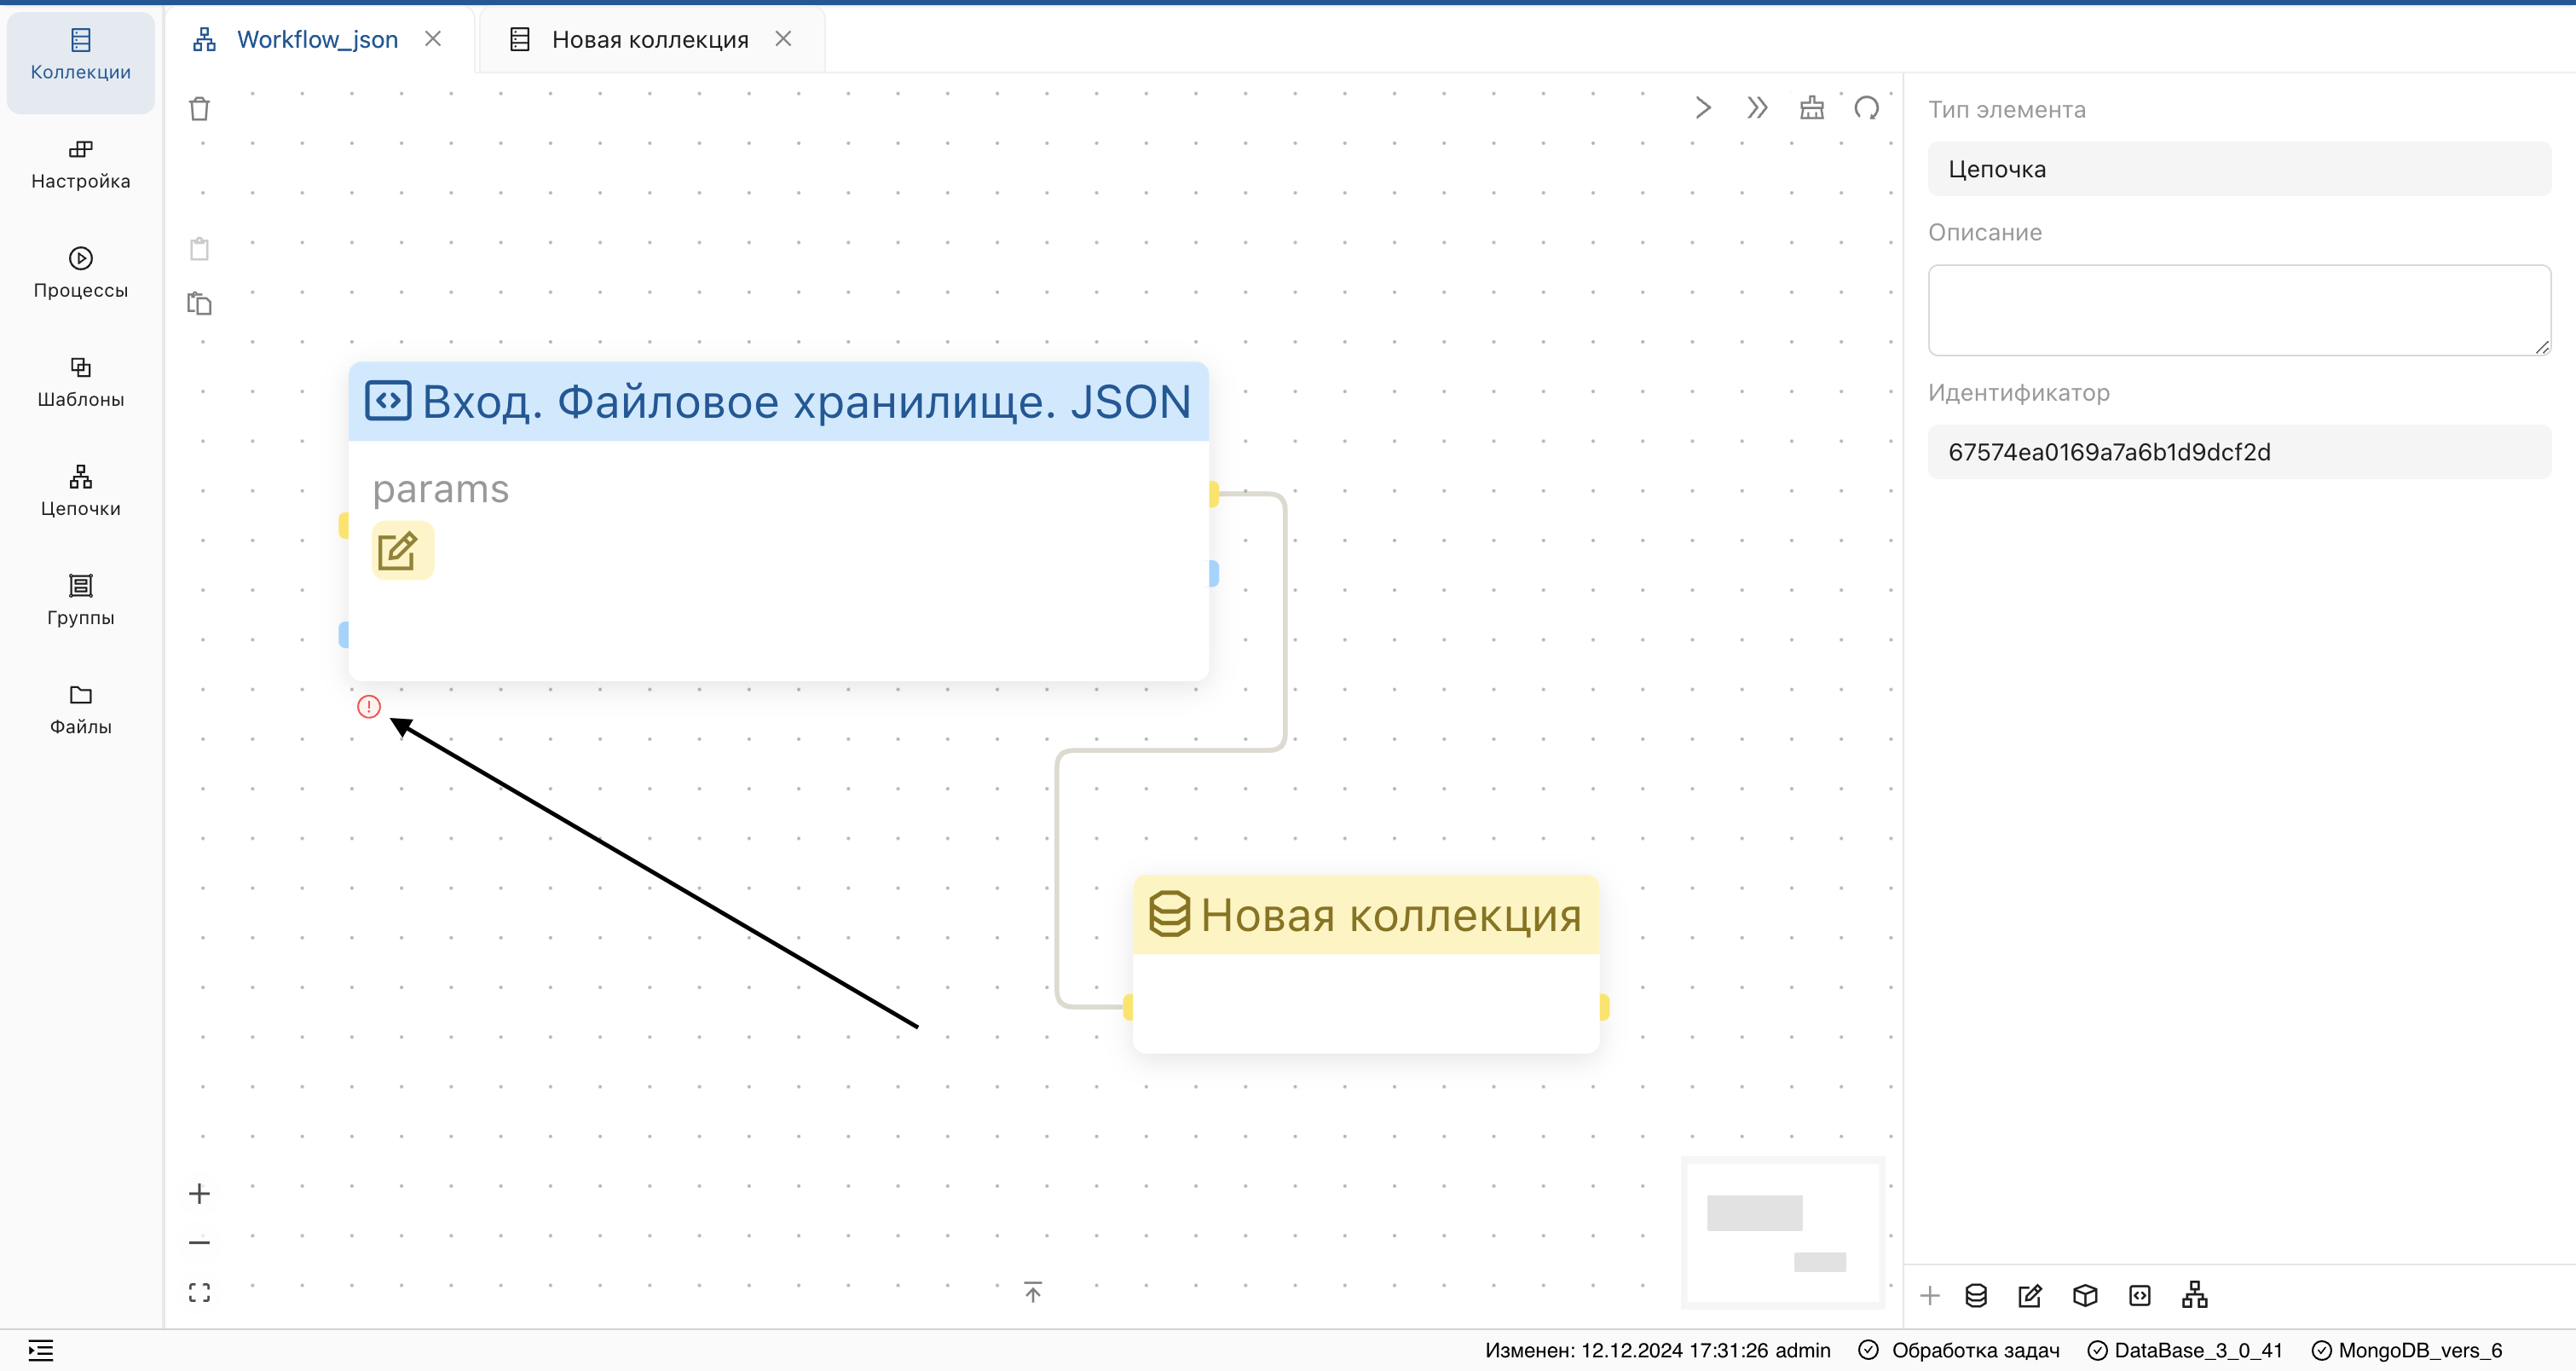 Коллекции
Настройка
Процессы
Шаблоны
Цепочки
Группы
Файлы
Workflow_json
Новая коллекция
Вход. Файловое хранилище. JSON
params
Новая коллекция
Тип элемента
Цепочка
Описание
Идентификатор
67574ea0169a7a6b1d9dcf2d
Изменен: 12.12.2024 17:31:26 admin Обработка задач DataBase_3_0_41 MongoDB_vers_6